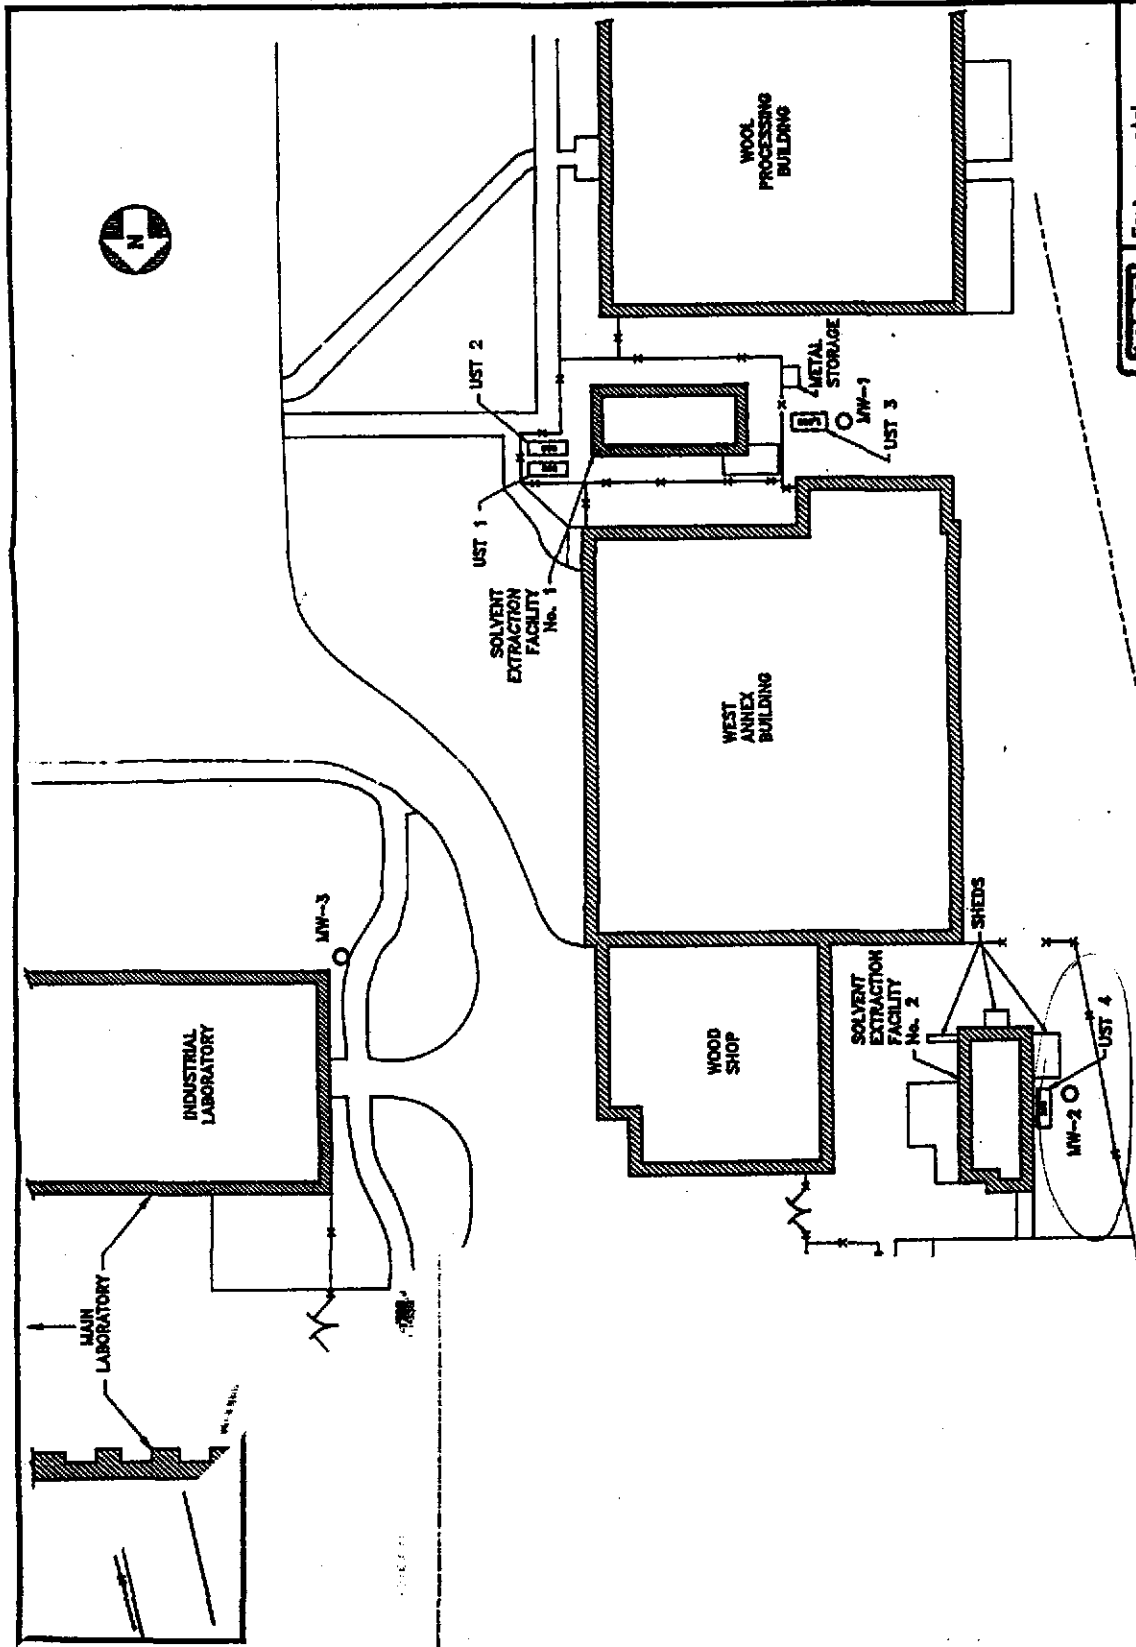 MAIN
LABORATORY
INDUSTRIAL
LABORATORY
MW-3
N
WOOD
SHOP
SOLVENT
EXTRACTION
FACILITY
No. 2
SHEDS
UST 4
MW-2
WEST
ANNEX
BUILDING
SOLVENT
EXTRACTION
FACILITY
No. 1
UST 1
UST 2
METAL
STORAGE
MW-1
UST 3
WOOL
PROCESSING
BUILDING